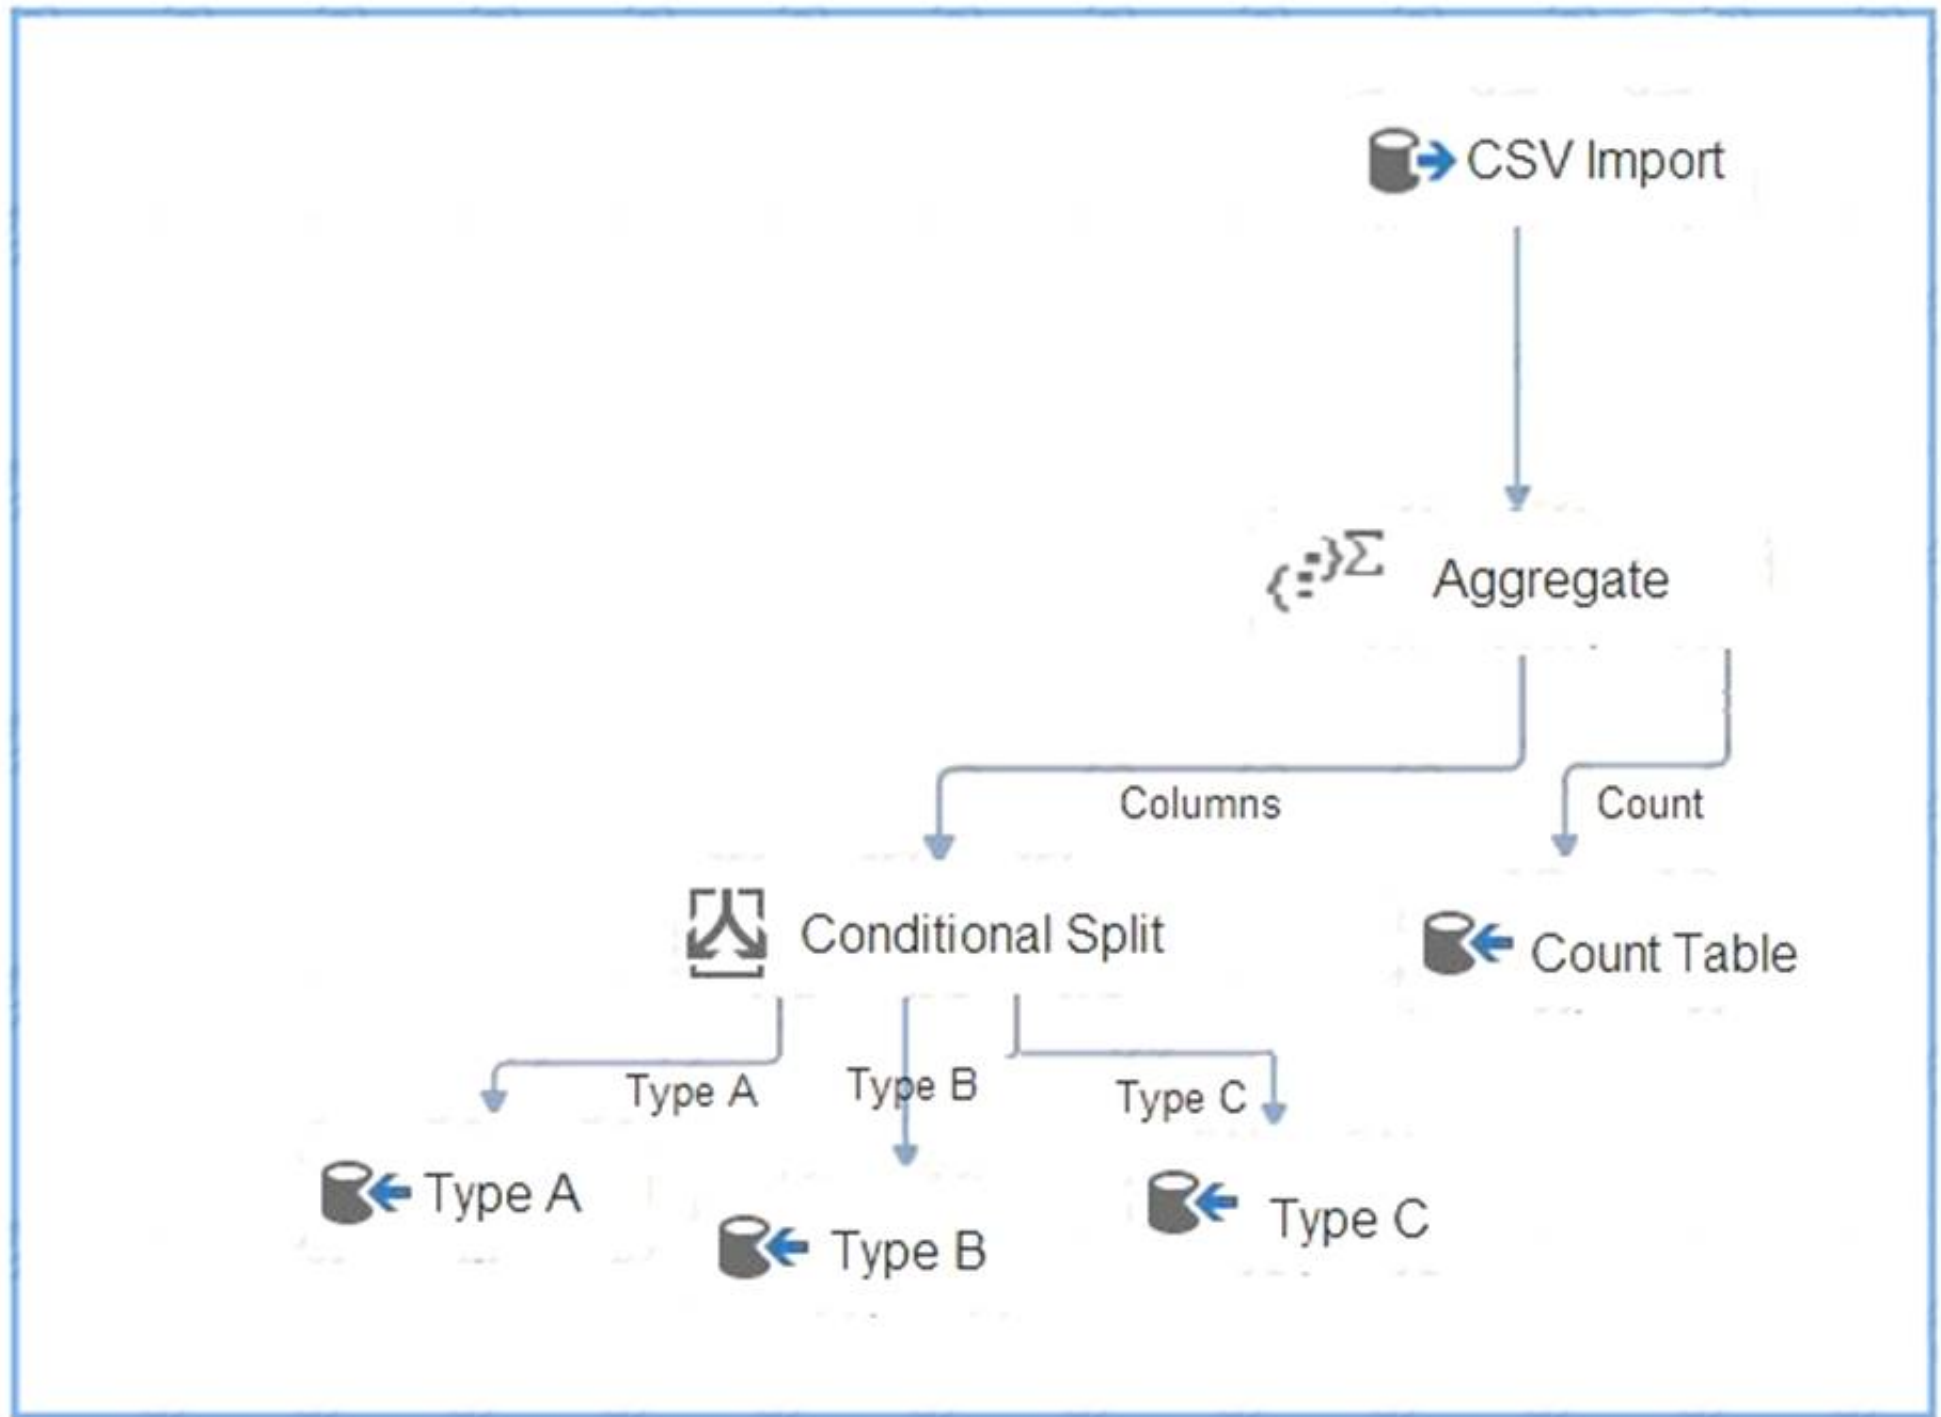 CSV Import
Aggregate
Columns
Count
Conditional Split
Count Table
Type A
Type B
Type C
Type A
Type B
Type C